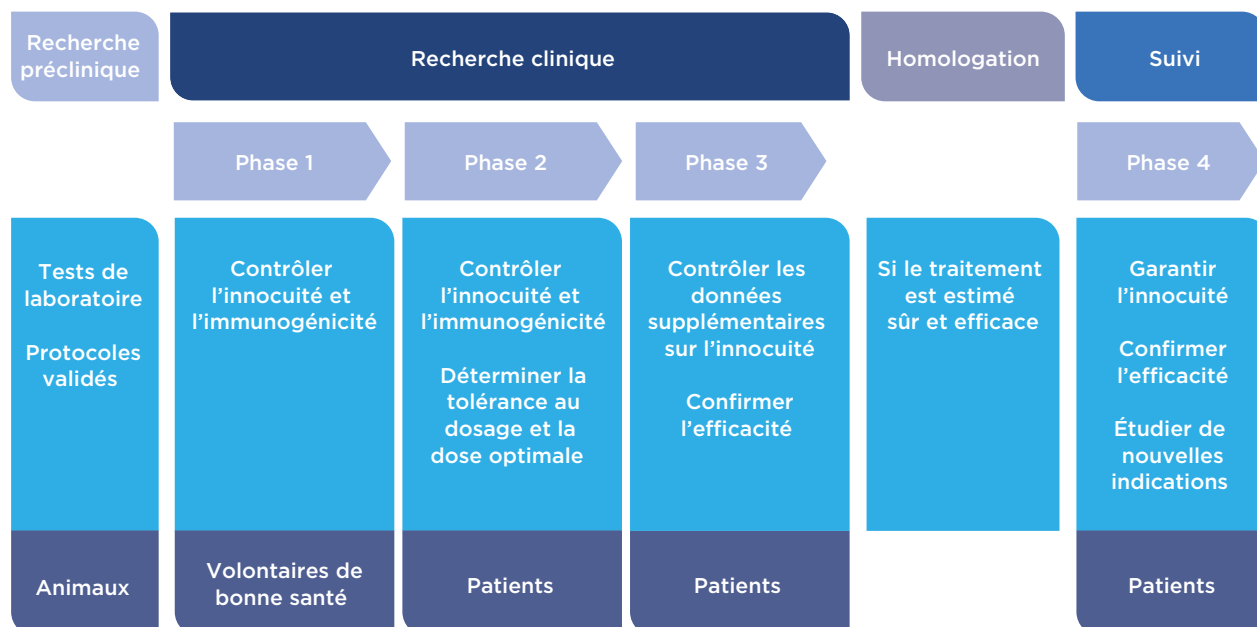 Recherche
préclinique
Recherche clinique
Homologation
Suivi
Phase 1
Phase 2
Phase 3
Phase 4
Tests de
laboratoire
Protocoles
validés
Contrôler
l’innocuité et
l’immunogénicité
Contrôler
l’innocuité et
l’immunogénicité
Déterminer la
tolérance au
dosage et la
dose optimale
Contrôler les
données
supplémentaires
sur l’innocuité
Confirmer
l’efficacité
Si le traitement
est estimé
sûr et efficace
Garantir
l’innocuité
Confirmer
l’efficacité
Étudier de
nouvelles
indications
Animaux
Volontaires de
bonne santé
Patients
Patients
Patients